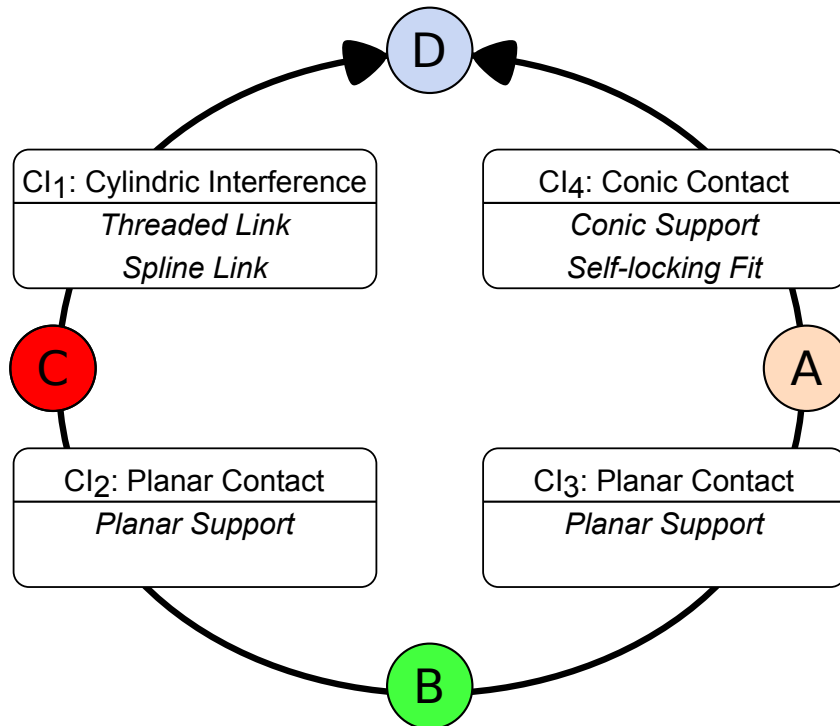 D
CI1: Cylindric Interference
Threaded Link
Spline Link
CI4: Conic Contact
Conic Support
Self-locking Fit
C
A
CI2: Planar Contact
Planar Support
CI3: Planar Contact
Planar Support
B